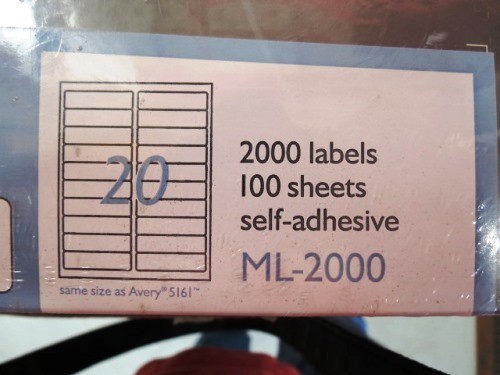 20
2000 labels
100 sheets
self-adhesive
ML-2000
same size as Avery® 5161™